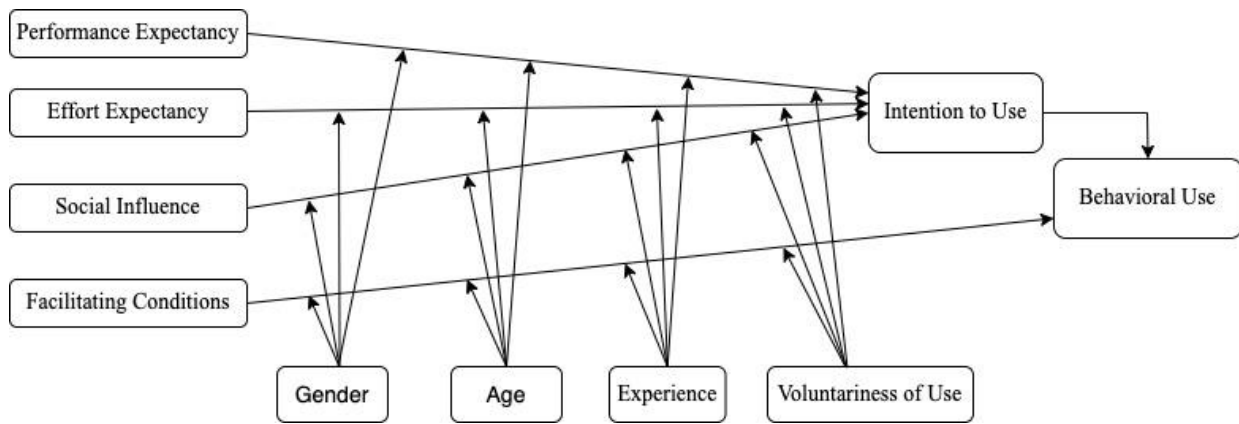 Performance Expectancy
Effort Expectancy
Intention to Use
Social Influence
Behavioral Use
Facilitating Conditions
Gender
Age
Experience
Voluntariness of Use